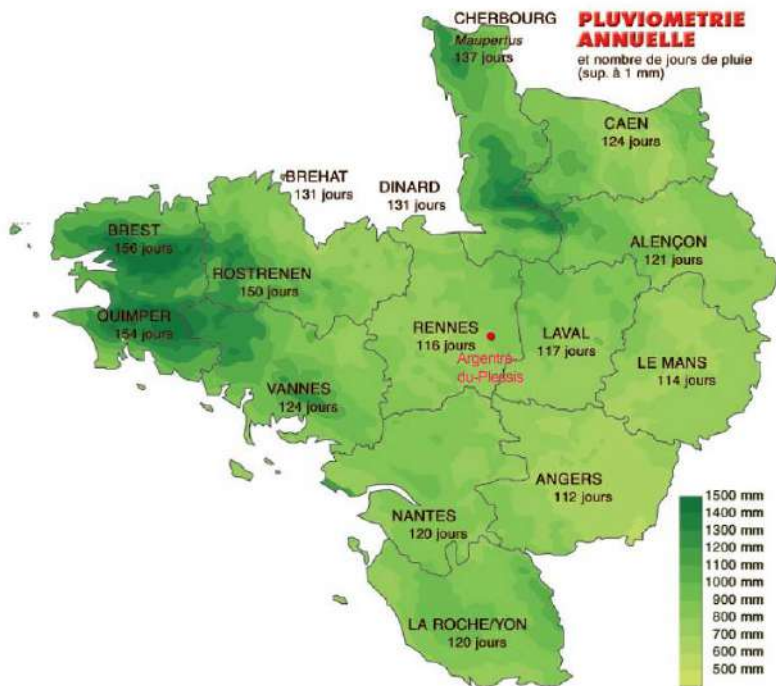 CHERBOURG
Maupertus
137 jours
PLUVIOMETRIE
ANNUELLE
et nombre de jours de pluie
(sup. à 1 mm)
CAEN
124 jours
BREHAT
131 jours
DINARD
131 jours
BREST
156 jours
ROSTRENEN
150 jours
ALENÇON
121 jours
QUIMPER
154 jours
RENNES
116 jours
Argentré-
du-Plessis
LAVAL
117 jours
LE MANS
114 jours
VANNES
124 jours
ANGERS
112 jours
NANTES
120 jours
LA ROCHE/YON
120 jours
1500 mm
1400 mm
1300 mm
1200 mm
1100 mm
1000 mm
900 mm
800 mm
700 mm
600 mm
500 mm